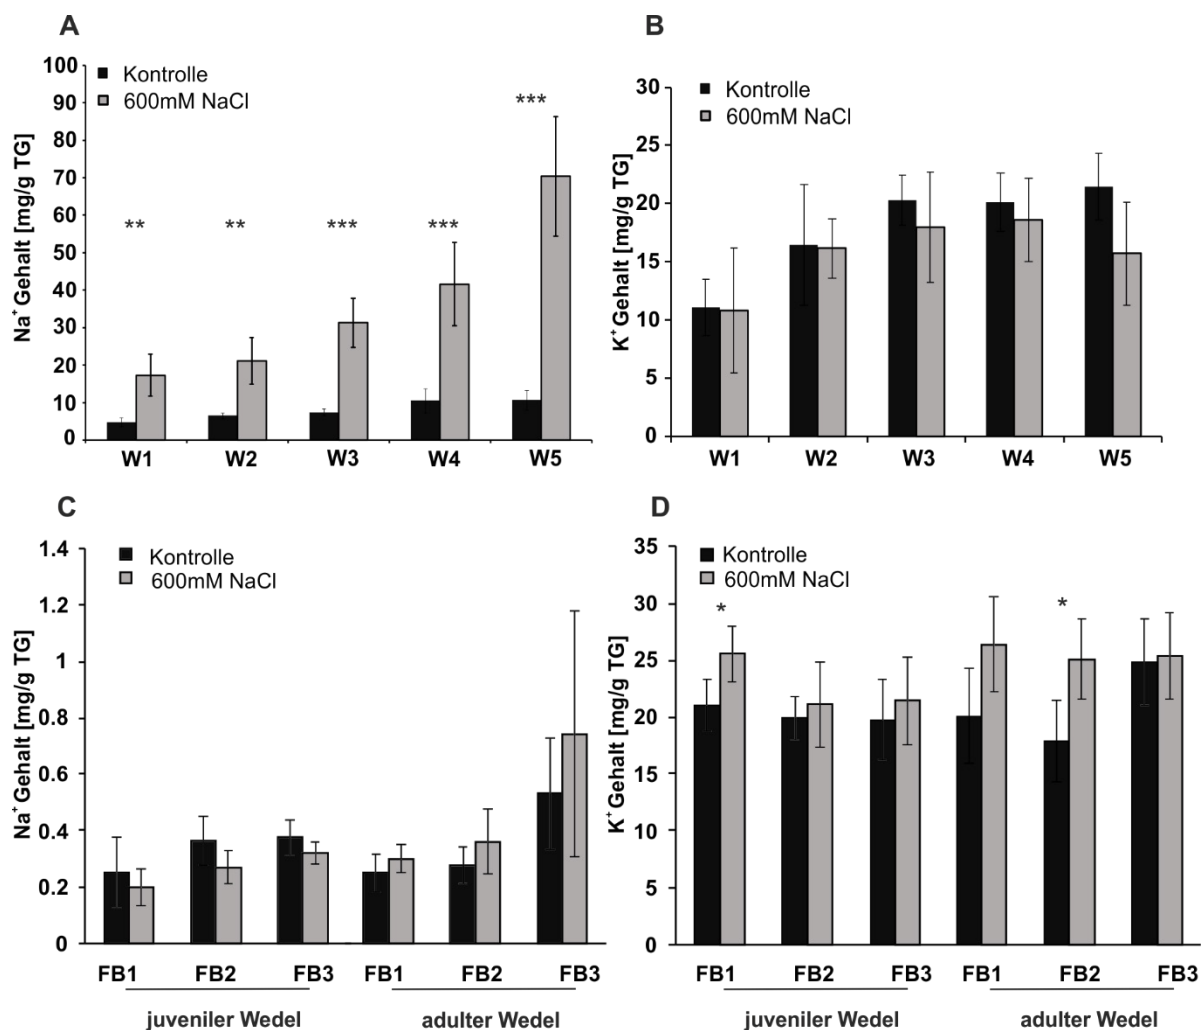 A
Na⁺ Gehalt [mg/g TG]
100
90
80
70
60
50
40
30
20
10
0
Kontrolle
600mM NaCl
** ** *** *** ***
W1 W2 W3 W4 W5
B
K⁺ Gehalt [mg/g TG]
30
25
20
15
10
5
0
Kontrolle
600mM NaCl
W1 W2 W3 W4 W5
C
Na⁺ Gehalt [mg/g TG]
1.4
1.2
1
0.8
0.6
0.4
0.2
0
Kontrolle
600mM NaCl
FB1 FB2 FB3 FB1 FB2 FB3
juveniler Wedel adulter Wedel
D
K⁺ Gehalt [mg/g TG]
35
30
25
20
15
10
5
0
Kontrolle
600mM NaCl
* *
FB1 FB2 FB3 FB1 FB2 FB3
juveniler Wedel adulter Wedel